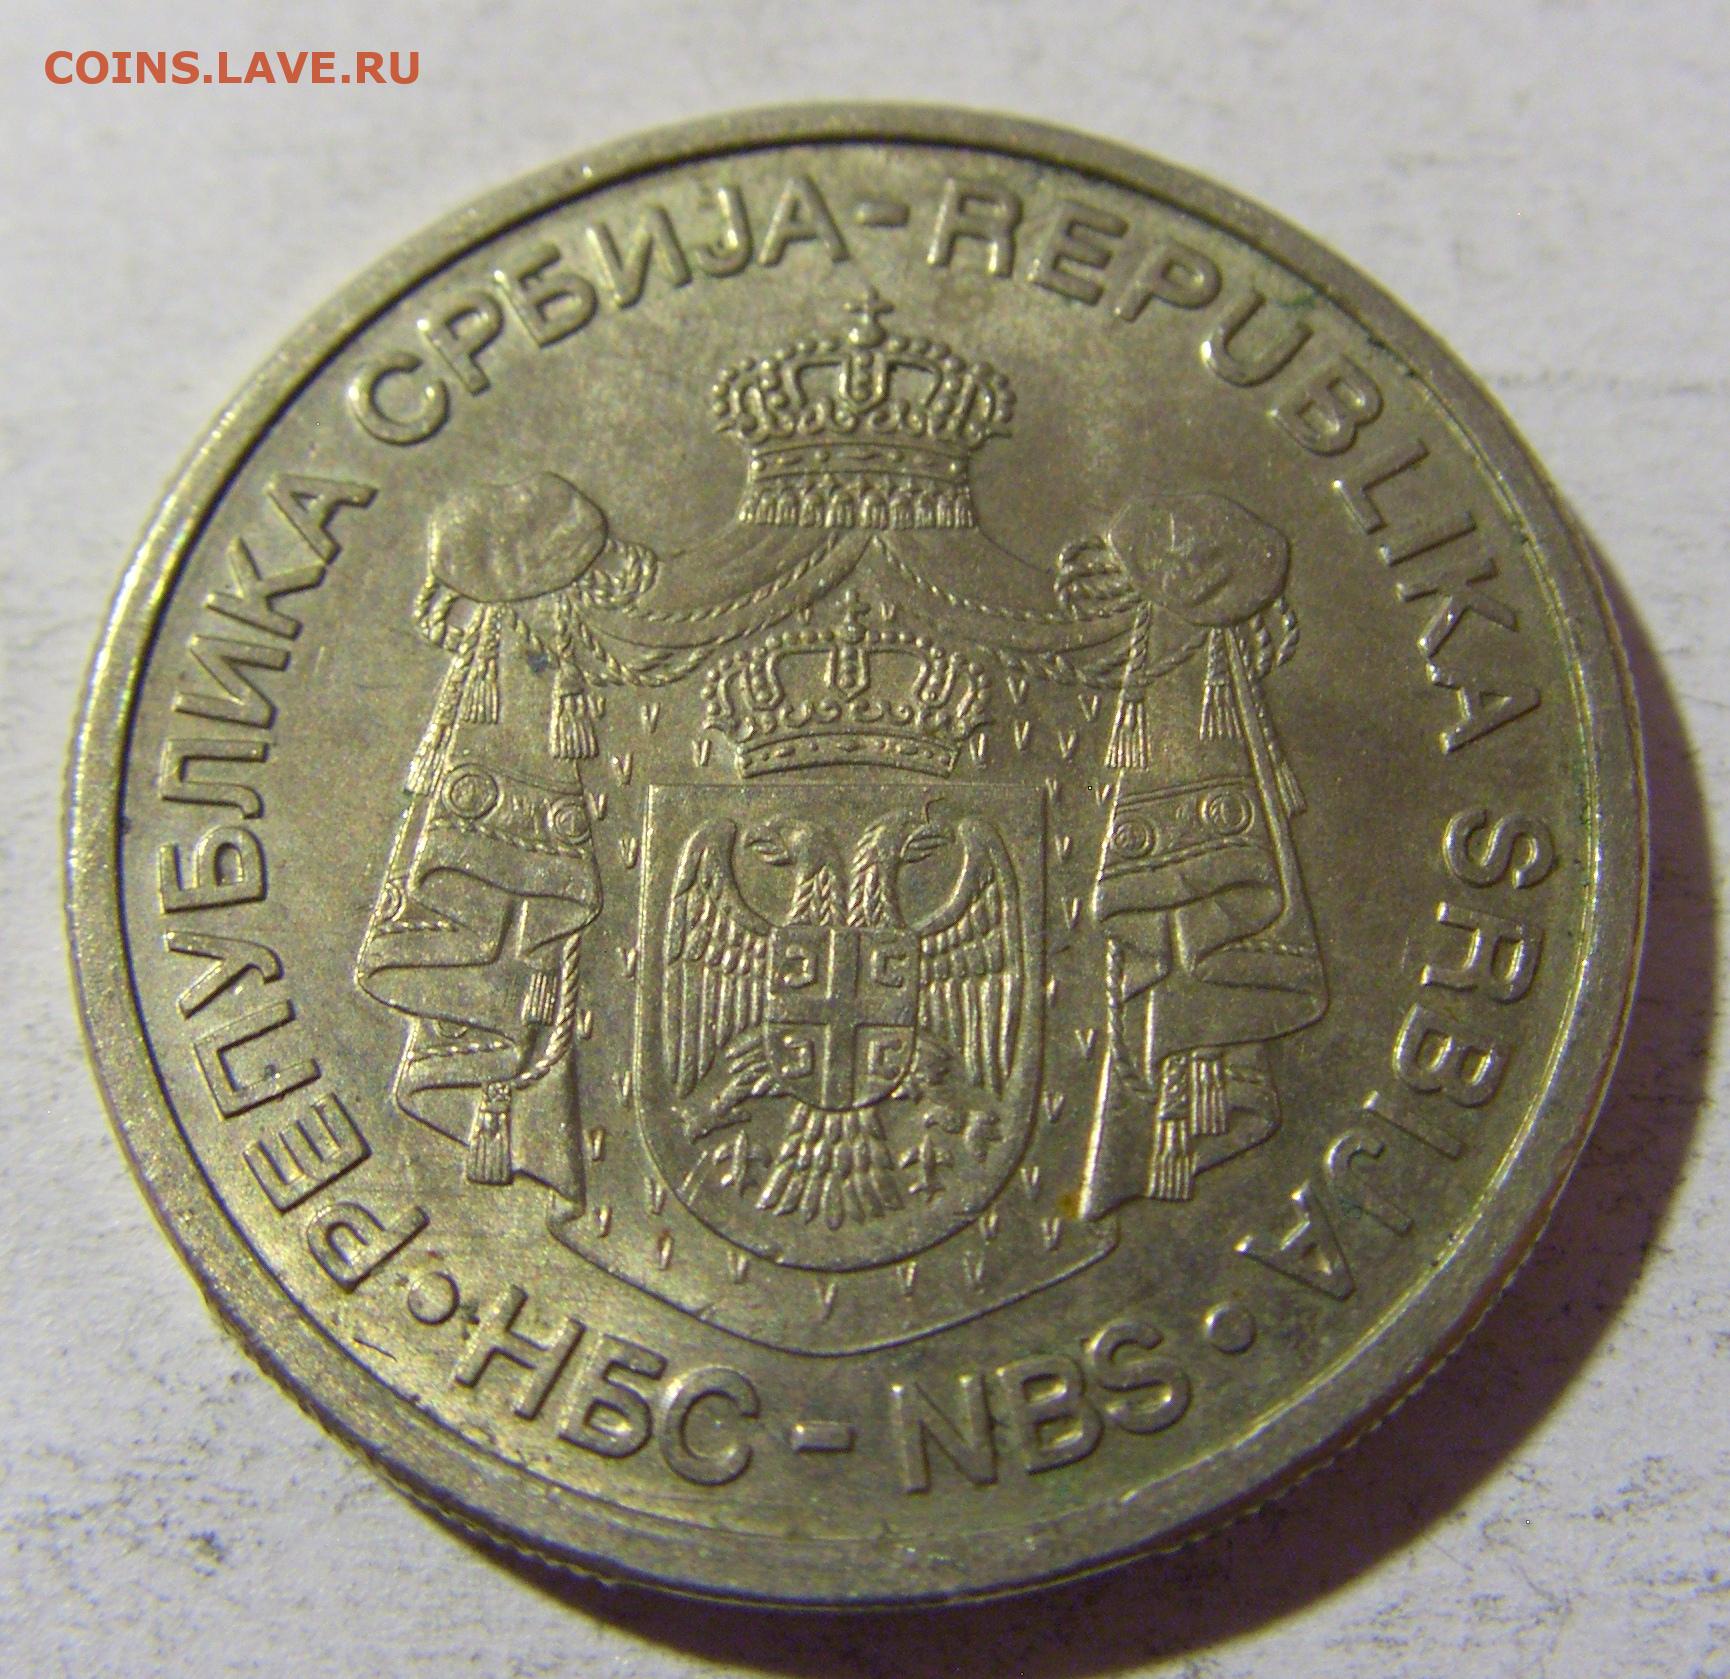 COINS.LAVE.RU
РЕПУБЛИКА СРБИЈА-REPUBLIKA SRBIJA
•НБС-NBS•